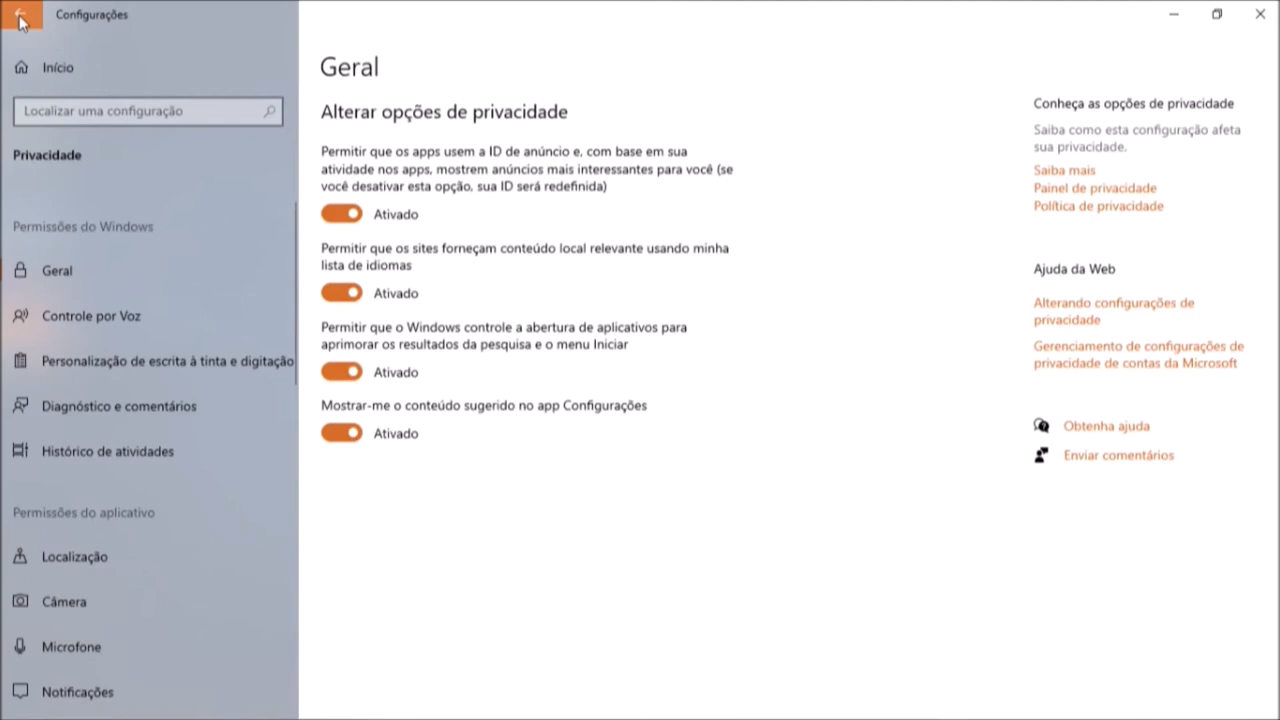 Configurações
Início
Localizar uma configuração
Privacidade
Permissões do Windows
Geral
Controle por Voz
Personalização de escrita à tinta e digitação
Diagnóstico e comentários
Histórico de atividades
Permissões do aplicativo
Localização
Câmera
Microfone
Notificações
Geral
Alterar opções de privacidade
Permitir que os apps usem a ID de anúncio e, com base em sua
atividade nos apps, mostrem anúncios mais interessantes para você (se
você desativar esta opção, sua ID será redefinida)
Ativado
Permitir que os sites forneçam conteúdo local relevante usando minha
lista de idiomas
Ativado
Permitir que o Windows controle a abertura de aplicativos para
aprimorar os resultados da pesquisa e o menu Iniciar
Ativado
Mostrar-me o conteúdo sugerido no app Configurações
Ativado
Conheça as opções de privacidade
Saiba como esta configuração afeta
sua privacidade.
Saiba mais
Painel de privacidade
Política de privacidade
Ajuda da Web
Alterando configurações de
privacidade
Gerenciamento de configurações de
privacidade de contas da Microsoft
Obtenha ajuda
Enviar comentários